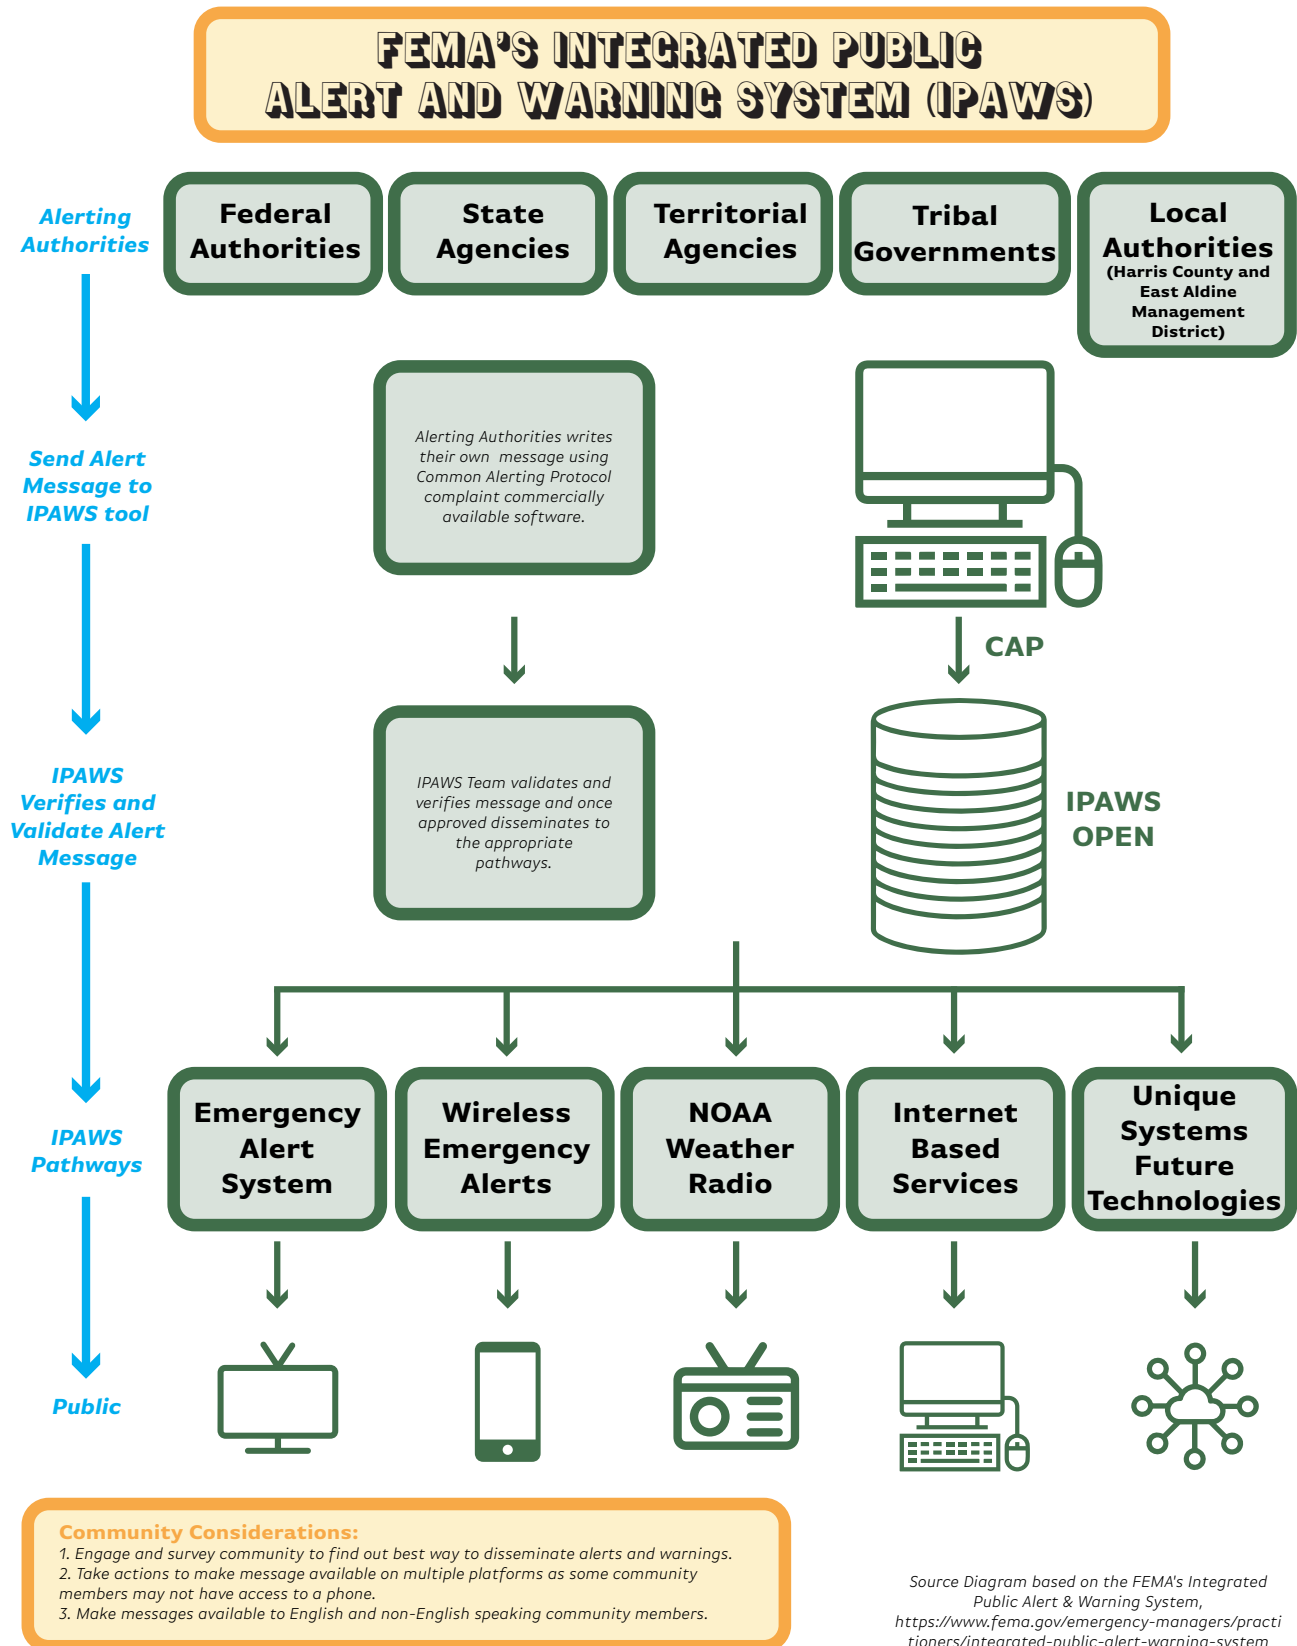 FEMA'S INTEGRATED PUBLIC
ALERT AND WARNING SYSTEM (IPAWS)
Alerting
Authorities
Federal
Authorities
State
Agencies
Territorial
Agencies
Tribal
Governments
Local
Authorities
(Harris County and
East Aldine
Management
District)
Send Alert
Message to
IPAWS tool
Alerting Authorities writes
their own message using
Common Alerting Protocol
complaint commercially
available software.
CAP
IPAWS
Verifies and
Validate Alert
Message
IPAWS Team validates and
verifies message and once
approved disseminates to
the appropriate
pathways.
IPAWS
OPEN
IPAWS
Pathways
Emergency
Alert
System
Wireless
Emergency
Alerts
NOAA
Weather
Radio
Internet
Based
Services
Unique
Systems
Future
Technologies
Public
Community Considerations:
1. Engage and survey community to find out best way to disseminate alerts and warnings.
2. Take actions to make message available on multiple platforms as some community
members may not have access to a phone.
3. Make messages available to English and non-English speaking community members.
Source Diagram based on the FEMA's Integrated
Public Alert & Warning System,
https://www.fema.gov/emergency-managers/practi
tioners/integrated-public-alert-warning-system